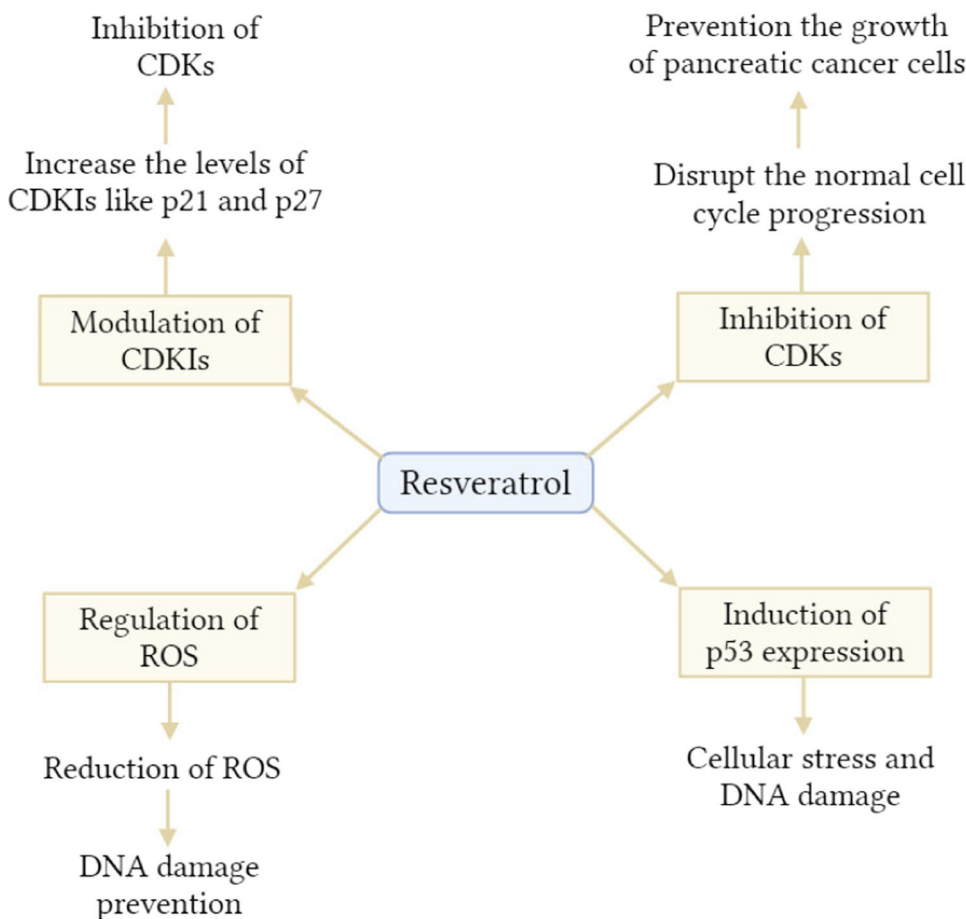 Inhibition of
CDKs
Increase the levels of
CDKIs like p21 and p27
Modulation of
CDKIs
Prevention the growth
of pancreatic cancer cells
Disrupt the normal cell
cycle progression
Inhibition of
CDKs
Resveratrol
Regulation of
ROS
Reduction of ROS
DNA damage
prevention
Induction of
p53 expression
Cellular stress and
DNA damage